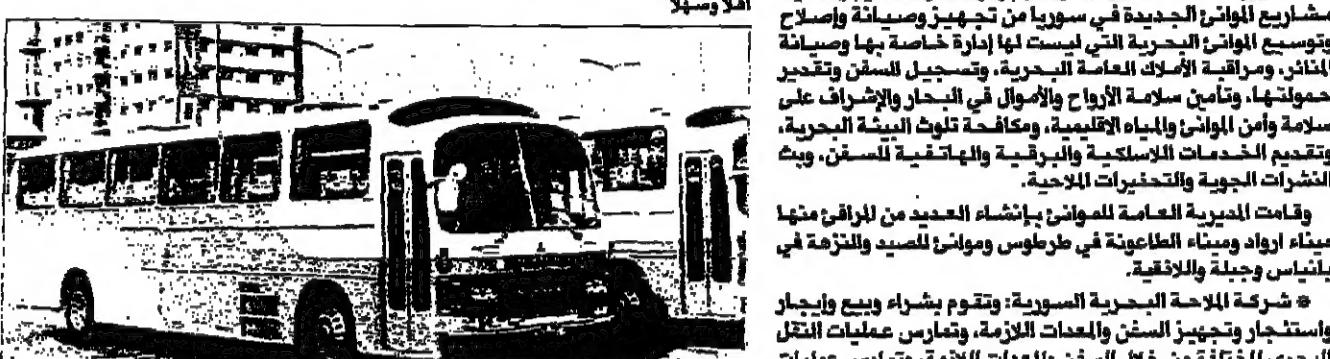 مشاريع الموانئ الجديدة في سوريا من تجهيز وصيانة وإصلاح
وتوسيع الموانئ البحرية التي ليست لها إدارة خاصة بها وصيانة
المنائر، ومراقبة الأملاك العامة البحرية، وتسجيل السفن وتقدير
حمولتها، وتأمين سلامة الأرواح والأموال في البحار والإشراف على
سلامة وأمن الموانئ والمياه الاقليمية، ومكافحة تلوث البيئة البحرية،
وتقديم الخدمات اللاسلكية والبرقية والهاتفية للسفن، وبث
النشرات الجوية والتحذيرات الملاحية.
وقامت المديرية العامة للموانئ بإنشاء العديد من المرافئ منها
ميناء ارواد وميناء الطاعونة في طرطوس وموانئ للصيد والنزهة في
بانياس وجبلة واللاذقية.
* شركة الملاحة البحرية السورية: وتقوم بشراء وبيع وإيجار
واستئجار وتجهيز السفن والمعدات اللازمة، وتمارس عمليات النقل
وسهلا